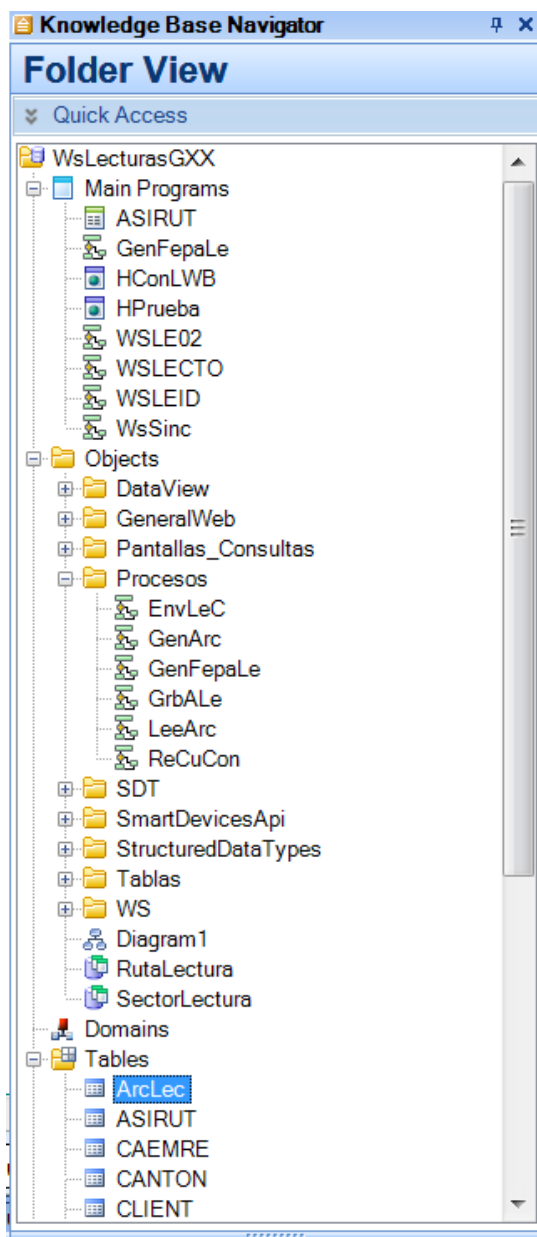 Knowledge Base Navigator
Folder View
Quick Access
WsLecturasGXX
Main Programs
ASIRUT
GenFepaLe
HConLWB
HPrueba
WSLE02
WSLECTO
WSLEID
WsSinc
Objects
DataView
GeneralWeb
Pantallas_Consultas
Procesos
EnvLeC
GenArc
GenFepaLe
GrbALe
LeeArc
ReCuCon
SDT
SmartDevicesApi
StructuredDataTypes
Tablas
WS
Diagram1
RutaLectura
SectorLectura
Domains
Tables
ArcLec
ASIRUT
CAEMRE
CANTON
CLIENT